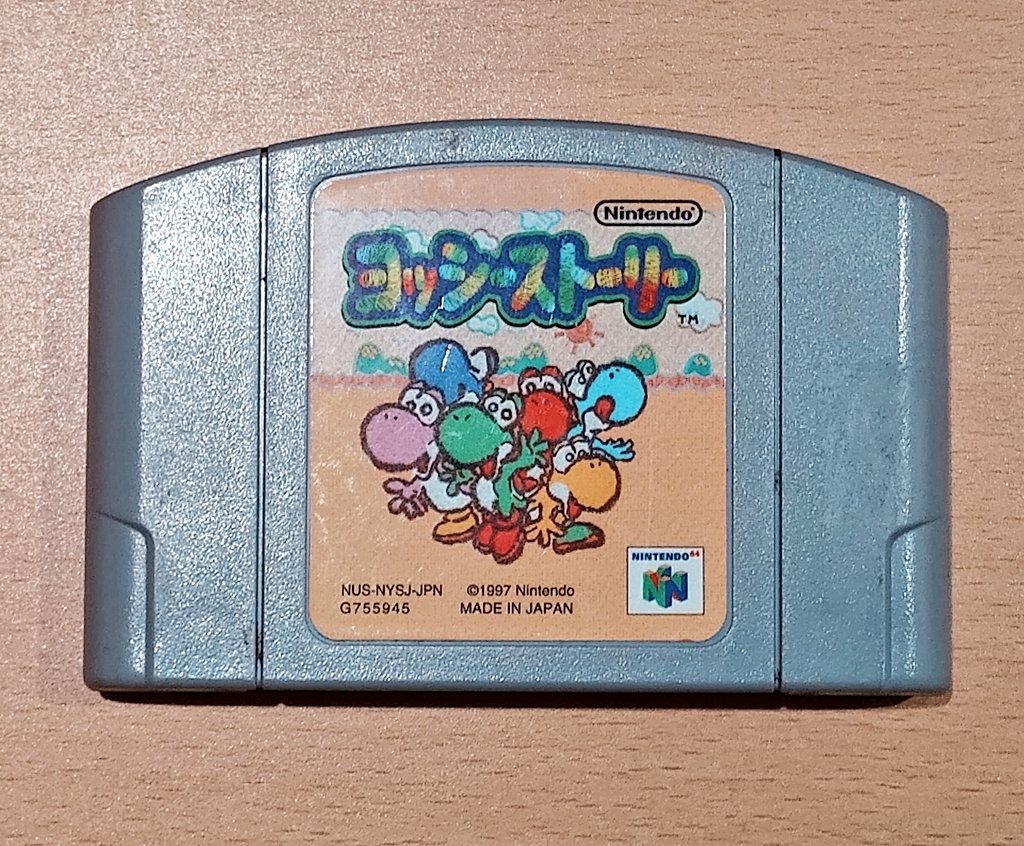 Nintendo®
ヨッシーストーリー
TM
NINTENDO64
NUS-NYSJ-JPN ©1997 Nintendo
G755945 MADE IN JAPAN